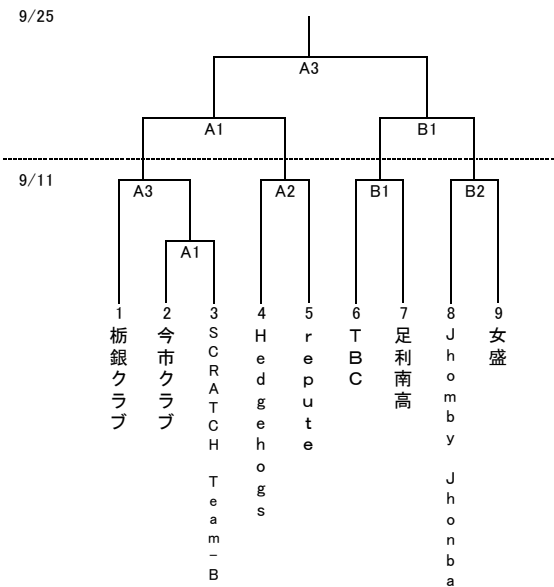 9/25
A3
A1 B1
9/11
A3 A2 B1 B2
A1
1 2 3 4 5 6 7 8 9
栃銀クラブ
今市クラブ
SCRATCH Team-B
Hedgehogs
repute
TBC
足利南高
Jhomby Jhonba
女盛